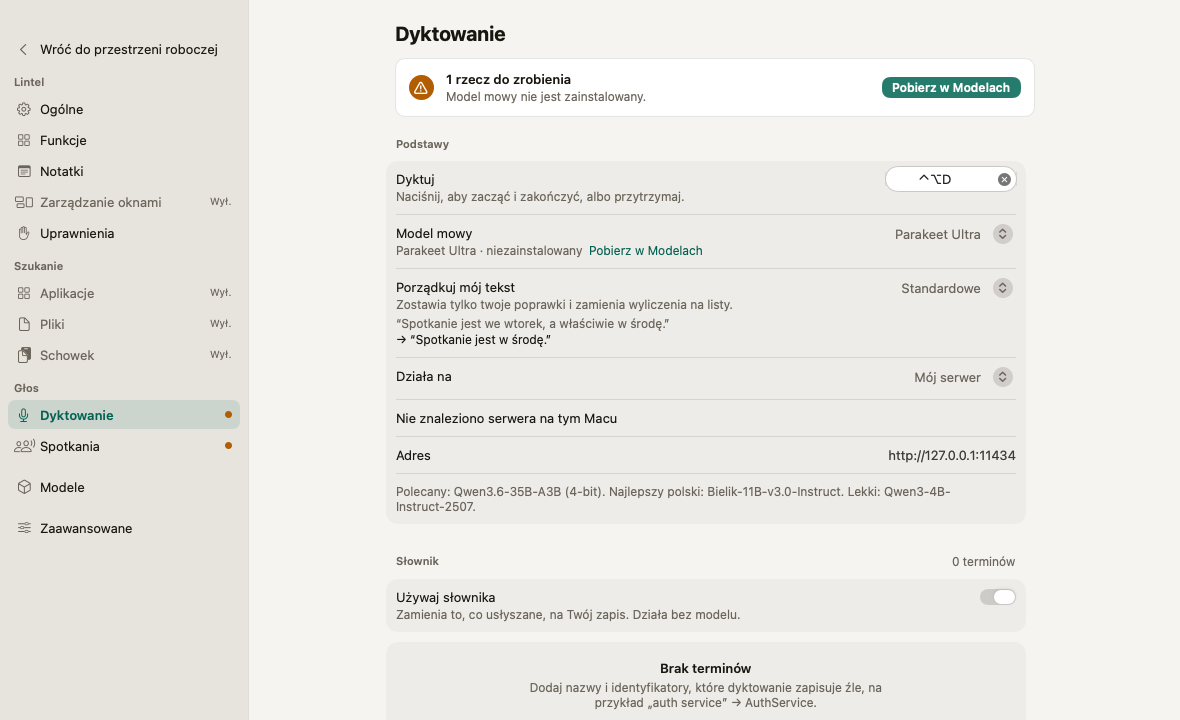 Wróć do przestrzeni roboczej
Lintel
Ogólne
Funkcje
Notatki
Zarządzanie oknami Wył.
Uprawnienia
Szukanie
Aplikacje Wył.
Pliki Wył.
Schowek Wył.
Głos
Dyktowanie
Spotkania
Modele
Zaawansowane
Dyktowanie
1 rzecz do zrobienia
Model mowy nie jest zainstalowany.
Pobierz w Modelach
Podstawy
Dyktuj
⌃⌥D
Naciśnij, aby zacząć i zakończyć, albo przytrzymaj.
Model mowy
Parakeet Ultra
Parakeet Ultra · niezainstalowany Pobierz w Modelach
Porządkuj mój tekst
Standardowe
Zostawia tylko twoje poprawki i zamienia wyliczenia na listy.
“Spotkanie jest we wtorek, a właściwie w środę.”
→ “Spotkanie jest w środę.”
Działa na
Mój serwer
Nie znaleziono serwera na tym Macu
Adres
http://127.0.0.1:11434
Polecany: Qwen3.6-35B-A3B (4-bit). Najlepszy polski: Bielik-11B-v3.0-Instruct. Lekki: Qwen3-4B-
Instruct-2507.
Słownik
0 terminów
Używaj słownika
Zamienia to, co usłyszane, na Twój zapis. Działa bez modelu.
Brak terminów
Dodaj nazwy i identyfikatory, które dyktowanie zapisuje źle, na
przykład „auth service” → AuthService.